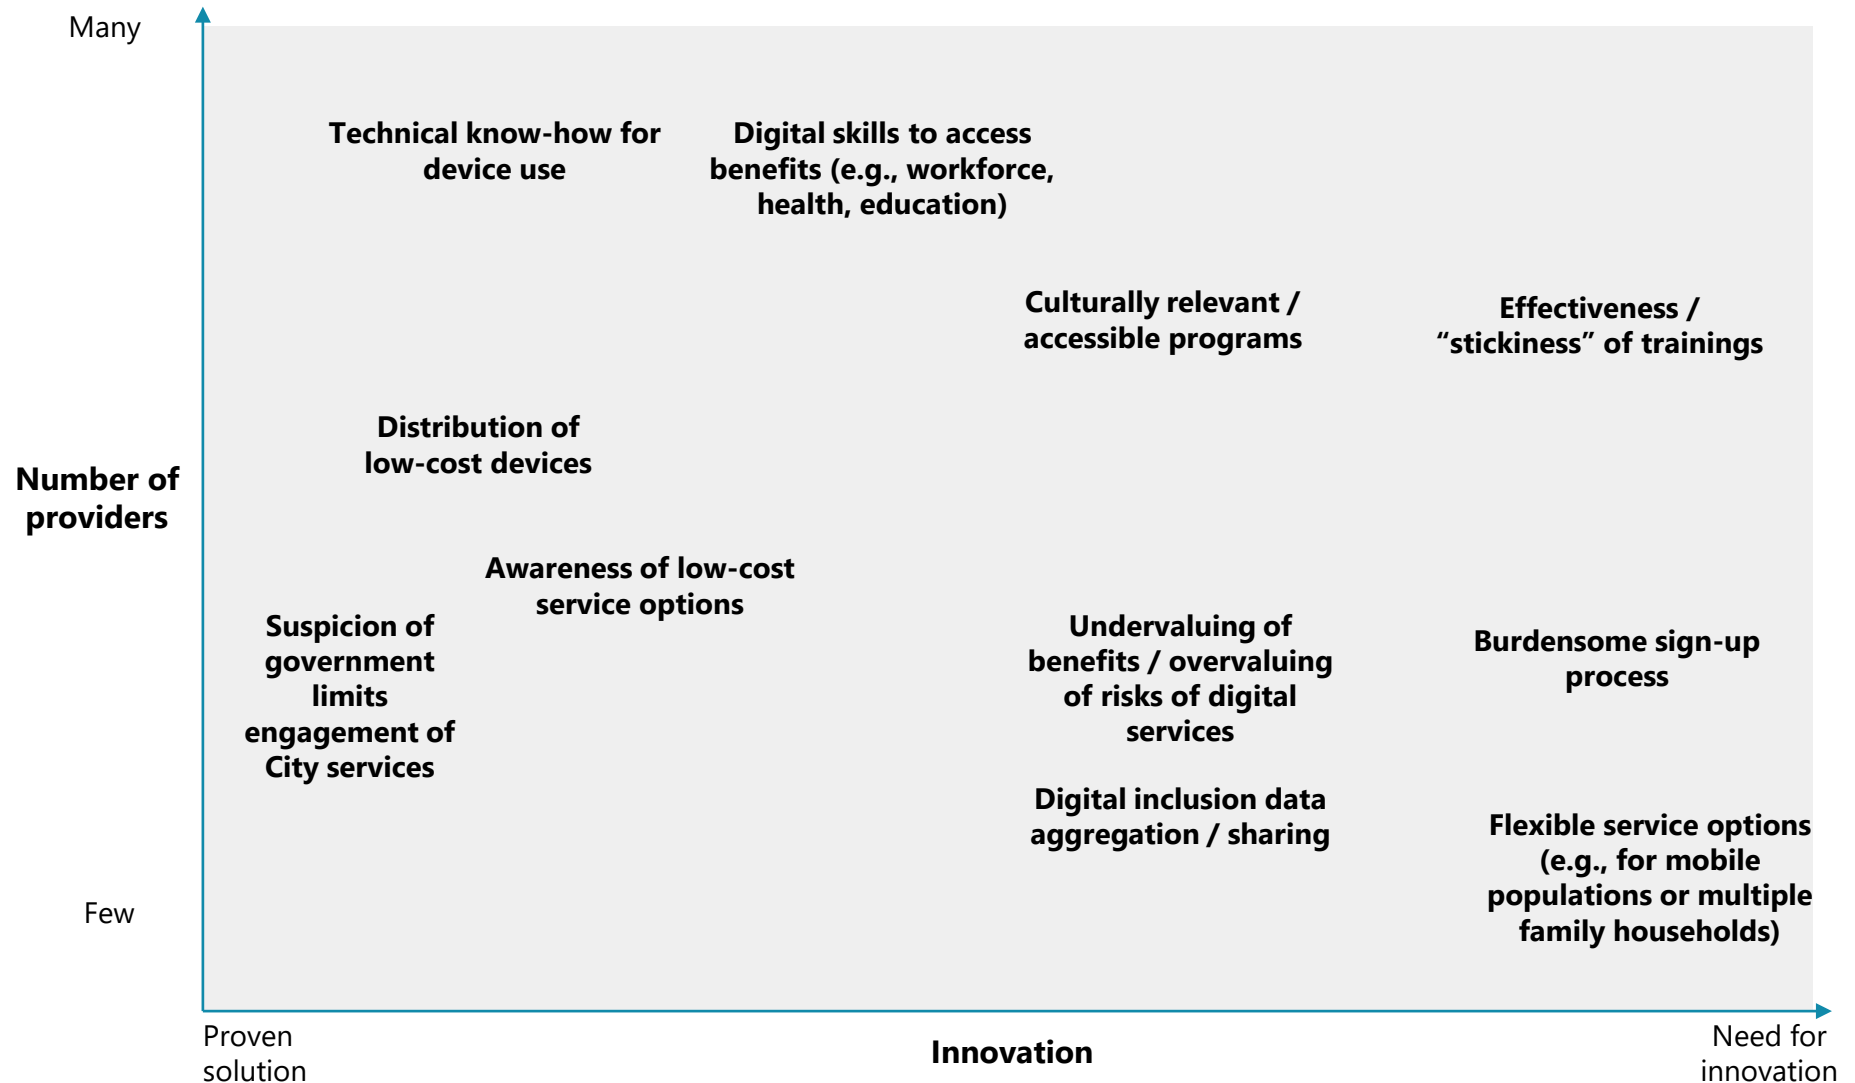 Many
Technical know-how for
device use
Digital skills to access
benefits (e.g., workforce,
health, education)
Culturally relevant /
accessible programs
Effectiveness /
“stickiness” of trainings
Distribution of
low-cost devices
Number of
providers
Awareness of low-cost
service options
Suspicion of
government
limits
engagement of
City services
Undervaluing of
benefits / overvaluing
of risks of digital
services
Burdensome sign-up
process
Digital inclusion data
aggregation / sharing
Flexible service options
(e.g., for mobile
populations or multiple
family households)
Few
Proven
solution
Innovation
Need for
innovation